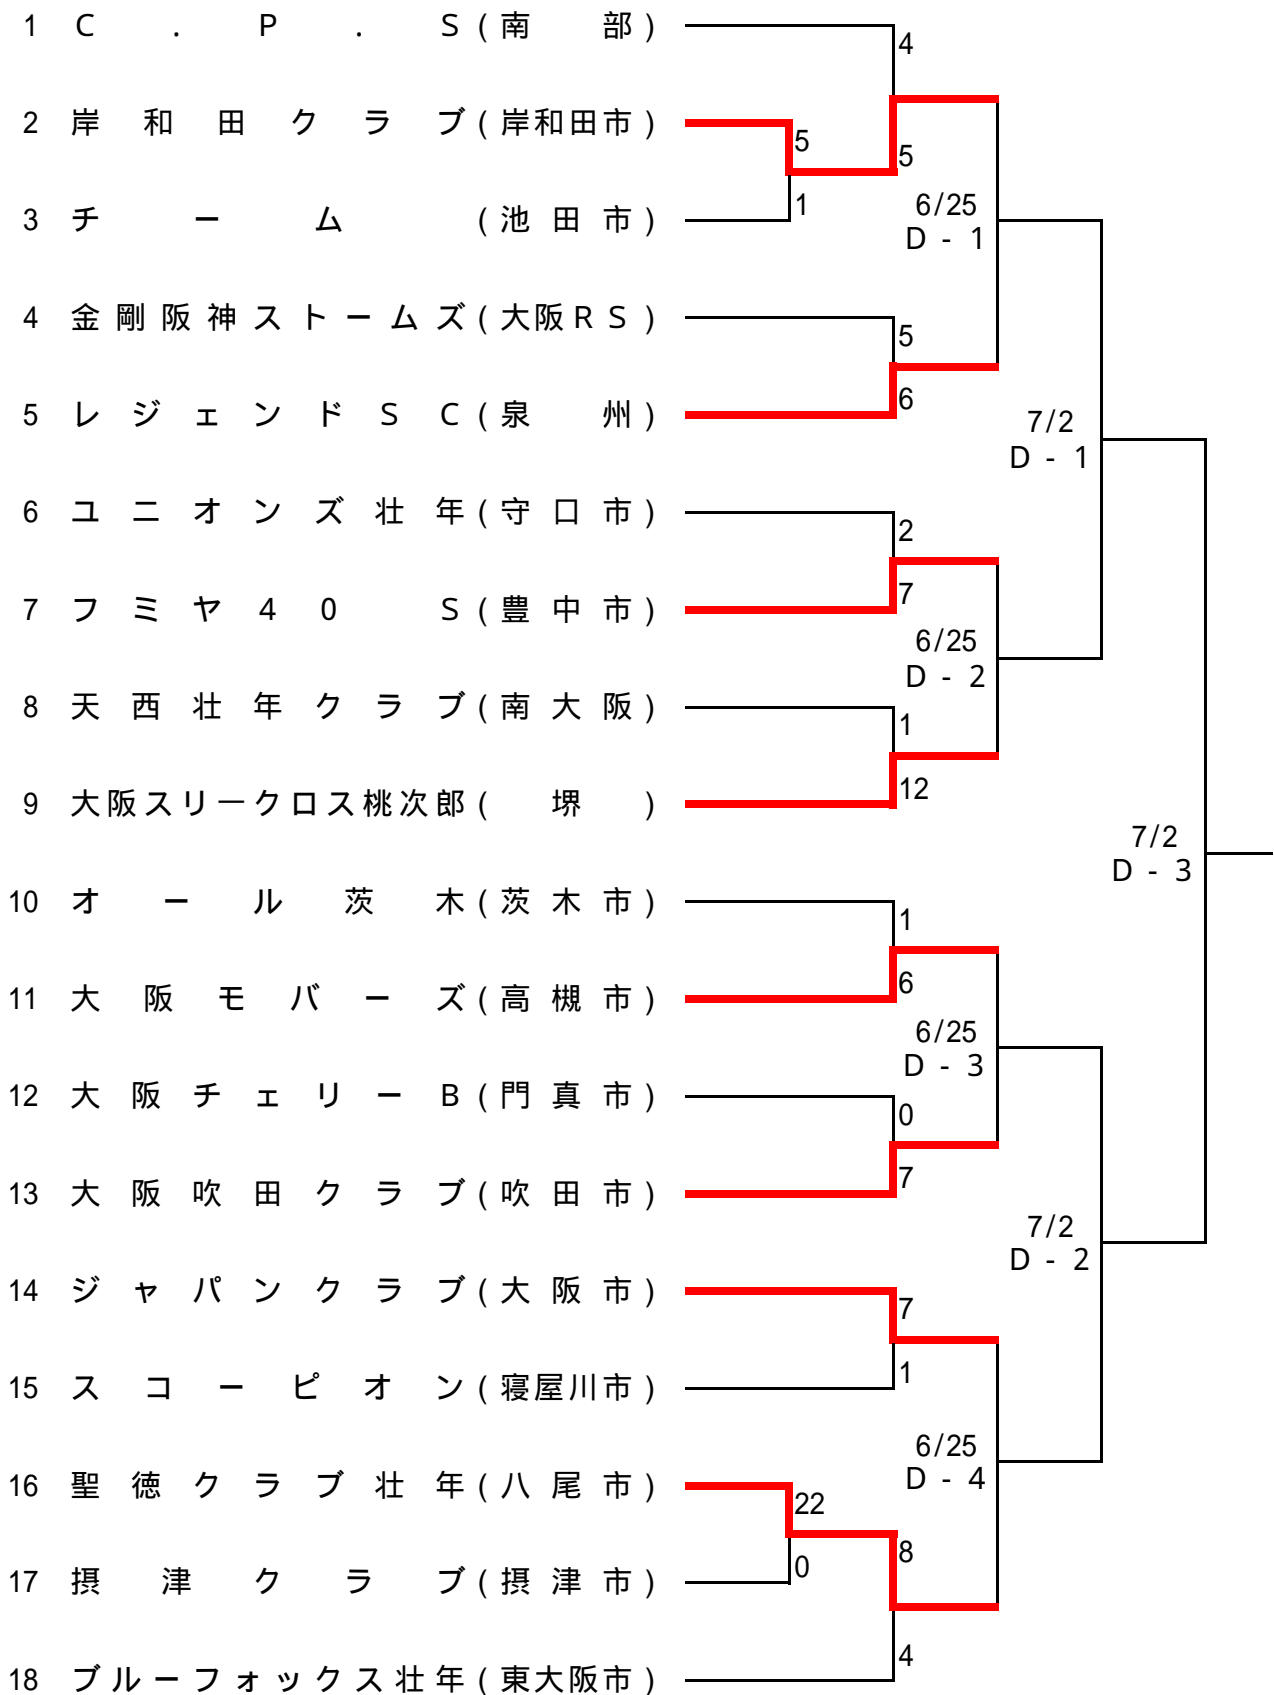 1 C . P . S (南 部)
4
2 岸和田クラブ(岸和田市)
5
5
1
3 チーム (池田市)
6/25
D - 1
4 金剛阪神ストームズ(大阪RS)
5
6
5 レジェンドSC(泉 州)
7/2
D - 1
6 ユニオンズ壮年(守口市)
2
7
7 フミヤ40 S(豊中市)
6/25
D - 2
8 天西壮年クラブ(南大阪)
1
12
9 大阪スリークロス桃次郎( 堺 )
7/2
D - 3
10 オール茨木(茨木市)
1
6
11 大阪モバーズ(高槻市)
6/25
D - 3
12 大阪チェリーB(門真市)
0
7
13 大阪吹田クラブ(吹田市)
7/2
D - 2
14 ジャパンクラブ(大阪市)
7
1
15 スコーピオン(寝屋川市)
6/25
D - 4
16 聖徳クラブ壮年(八尾市)
22
8
0
17 摂津クラブ(摂津市)
4
18 ブルーフォックス壮年(東大阪市)